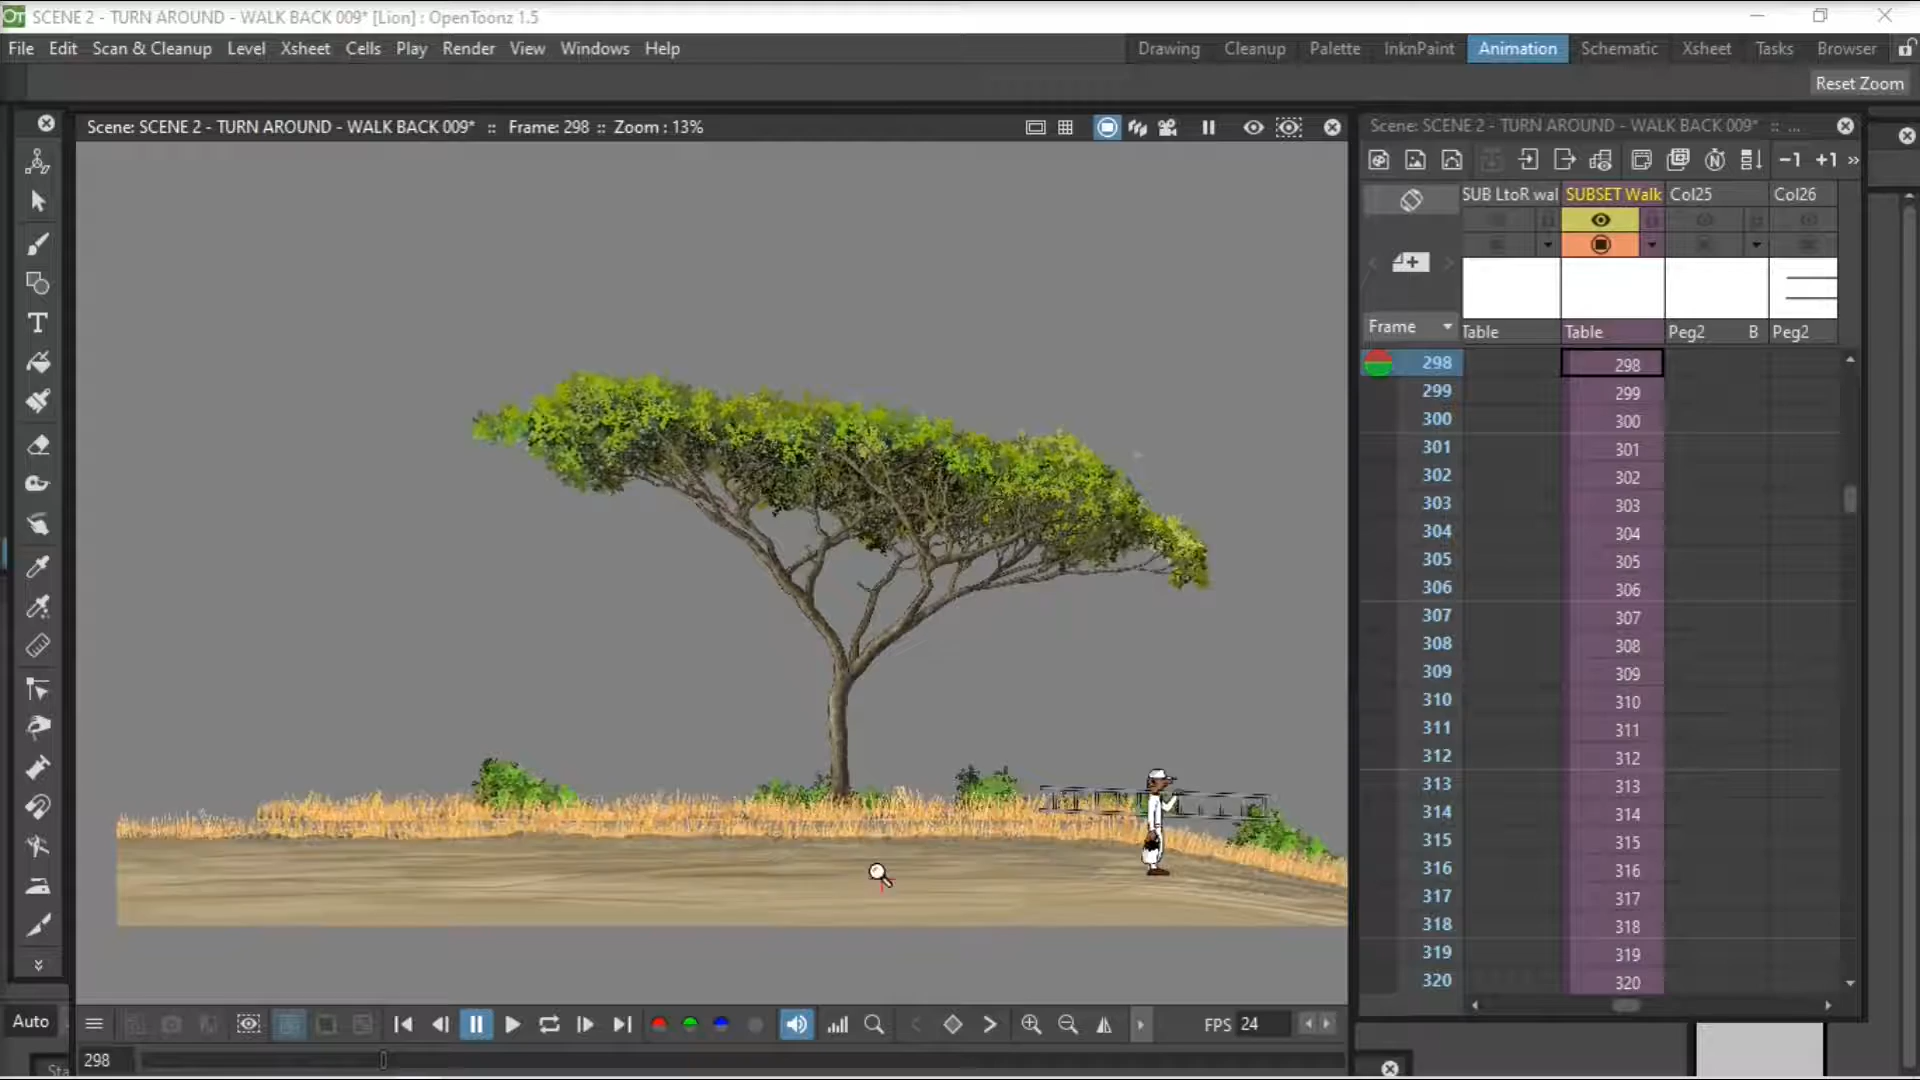 SCENE 2 - TURN AROUND - WALK BACK 009* [Lion] : OpenToonz 1.5
File Edit Scan & Cleanup Level Xsheet Cells Play Render View Windows Help
Drawing Cleanup Palette InknPaint Animation Schematic Xsheet Tasks Browser
Reset Zoom
Scene: SCENE 2 - TURN AROUND - WALK BACK 009* :: Frame: 298 :: Zoom : 13%
Scene: SCENE 2 - TURN AROUND - WALK BACK 009* :: ...
-1 +1 »
SUB LtoR wal SUBSET Walk Col25 Col26
Frame Table Table Peg2 B Peg2
298 298
299 299
300 300
301 301
302 302
303 303
304 304
305 305
306 306
307 307
308 308
309 309
310 310
311 311
312 312
313 313
314 314
315 315
316 316
317 317
318 318
319 319
320 320
Auto
FPS 24
298
Sta